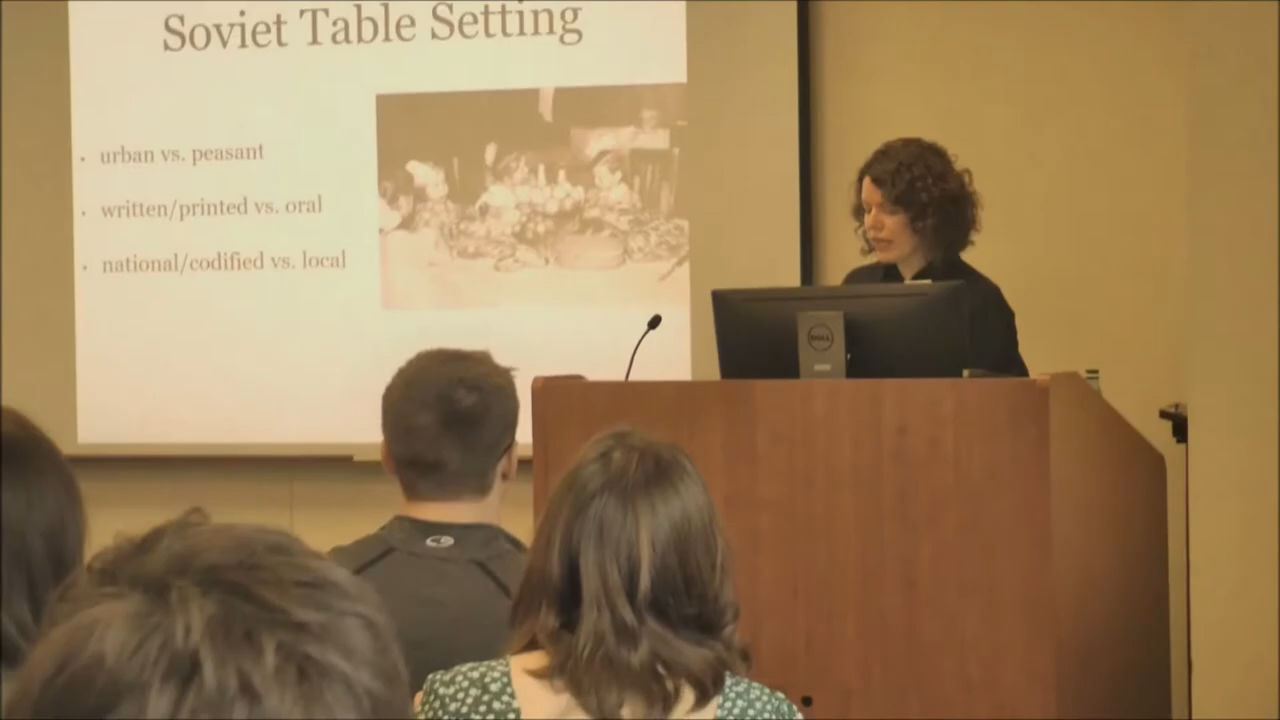 Soviet Table Setting
· urban vs. peasant
· written/printed vs. oral
· national/codified vs. local
DELL